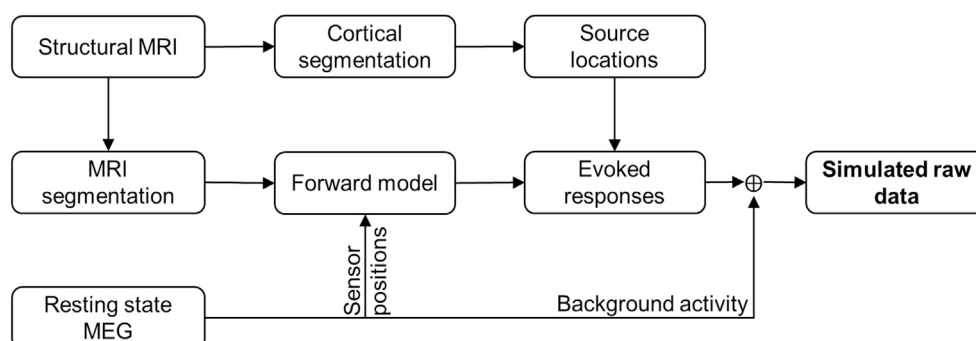 Structural MRI
Cortical
segmentation
Source
locations
MRI
segmentation
Forward model
Evoked
responses
Simulated raw
data
Sensor
positions
Resting state
MEG
Background activity